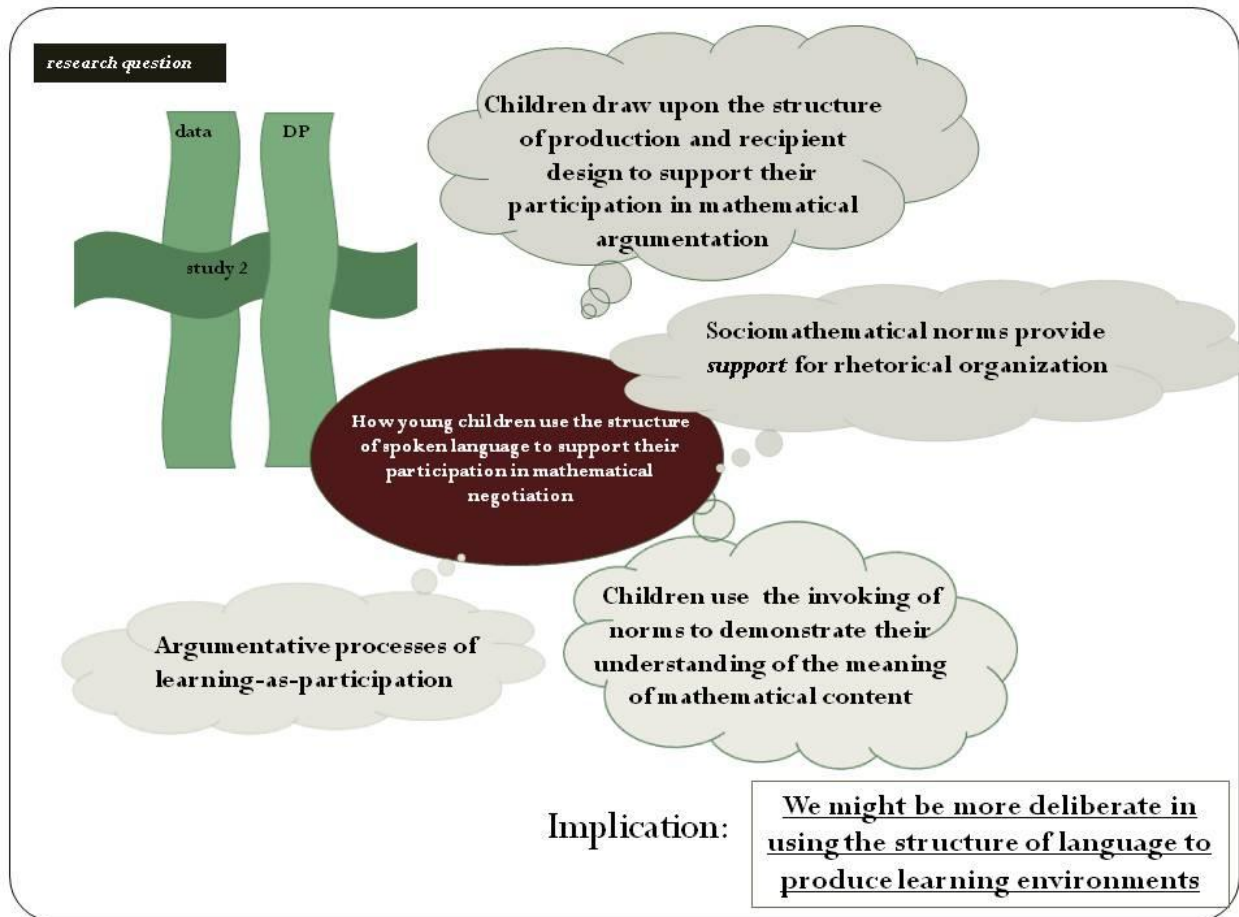 research question
data
DP
study 2
Children draw upon the structure
of production and recipient
design to support their
participation in mathematical
argumentation
Sociomathematical norms provide
support for rhetorical organization
How young children use the structure
of spoken language to support their
participation in mathematical
negotiation
Children use the invoking of
norms to demonstrate their
understanding of the meaning
of mathematical content
Argumentative processes of
learning-as-participation
Implication:
We might be more deliberate in
using the structure of language to
produce learning environments